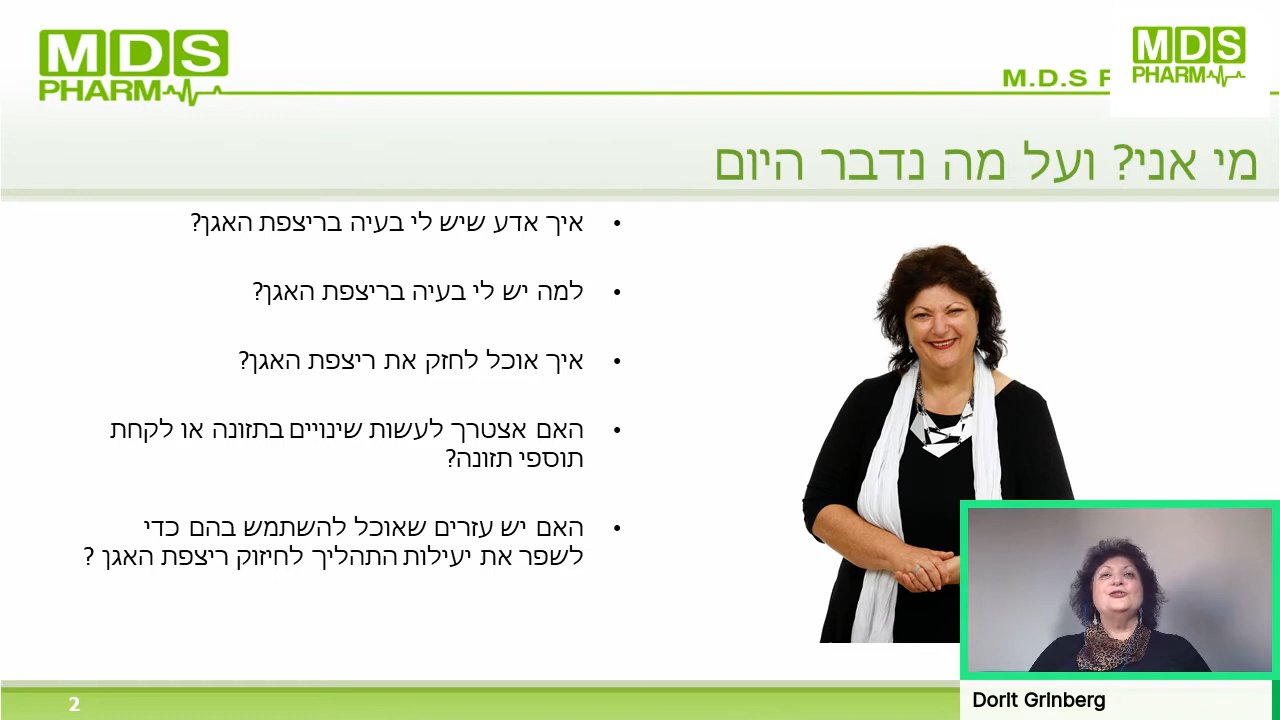 MDS
PHARM
M.D.S P
MDS
PHARM
מי אני? ועל מה נדבר היום
• איך אדע שיש לי בעיה בריצפת האגן?
• למה יש לי בעיה בריצפת האגן?
• איך אוכל לחזק את ריצפת האגן?
• האם אצטרך לעשות שינויים בתזונה או לקחת
תוספי תזונה?
• האם יש עזרים שאוכל להשתמש בהם כדי
לשפר את יעילות התהליך לחיזוק ריצפת האגן ?
2
Dorit Grinberg